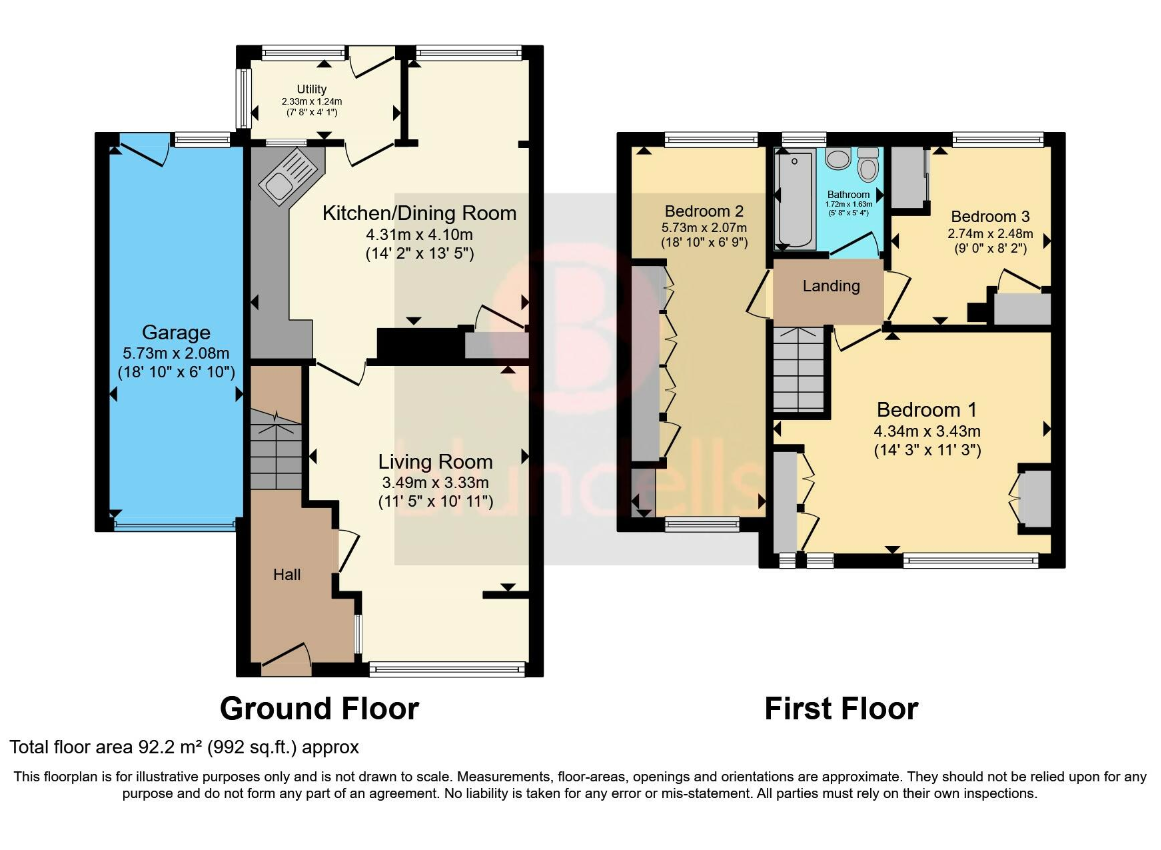 Utility
2.33m x 1.24m
(7' 8" x 4' 1")
Kitchen/Dining Room
4.31m x 4.10m
(14' 2" x 13' 5")
Garage
5.73m x 2.08m
(18' 10" x 6' 10")
Living Room
3.49m x 3.33m
(11' 5" x 10' 11")
Hall
Ground Floor
Bedroom 2
5.73m x 2.07m
(18' 10" x 6' 9")
Bathroom
1.72m x 1.63m
(5' 8" x 5' 4")
Bedroom 3
2.74m x 2.48m
(9' 0" x 8' 2")
Landing
Bedroom 1
4.34m x 3.43m
(14' 3" x 11' 3")
First Floor
B
blundells
Total floor area 92.2 m² (992 sq.ft.) approx
This floorplan is for illustrative purposes only and is not drawn to scale. Measurements, floor-areas, openings and orientations are approximate. They should not be relied upon for any
purpose and do not form any part of an agreement. No liability is taken for any error or mis-statement. All parties must rely on their own inspections.